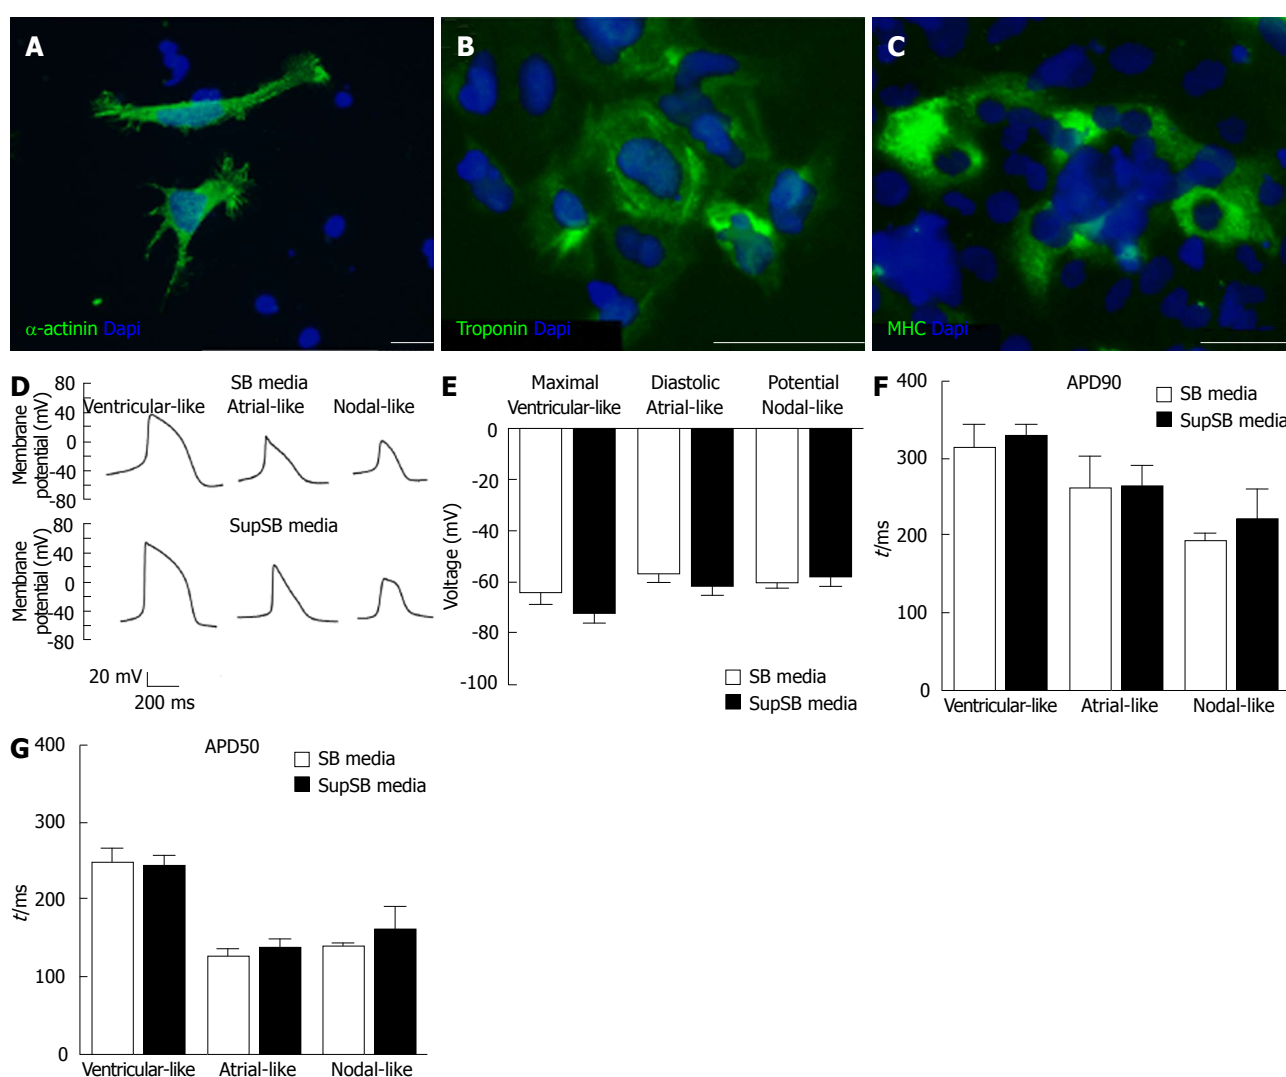 A
α-actinin Dapi
B
Troponin Dapi
C
MHC Dapi
D
SB media
Ventricular-like Atrial-like Nodal-like
Membrane
potential (mV)
80
40
0
-40
-80
SupSB media
Membrane
potential (mV)
80
40
0
-40
-80
20 mV
200 ms
E
Maximal Diastolic Potential
Ventricular-like Atrial-like Nodal-like
Voltage (mV)
0
-20
-40
-60
-80
-100
SB media
SupSB media
F
APD90
SB media
SupSB media
t/ms
400
300
200
100
0
Ventricular-like Atrial-like Nodal-like
G
APD50
SB media
SupSB media
t/ms
400
300
200
100
0
Ventricular-like Atrial-like Nodal-like